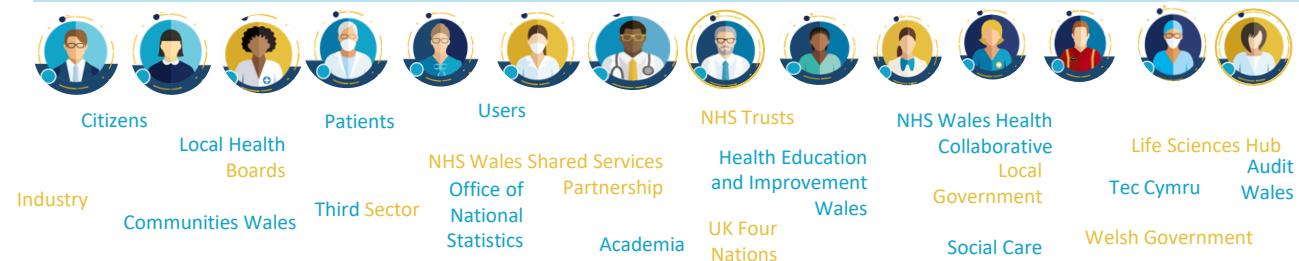 Citizens
Local Health
Boards
Patients
Users
NHS Trusts
NHS Wales Health
Collaborative
Life Sciences Hub
Industry
Communities Wales
Third Sector
NHS Wales Shared Services
Partnership
Office of
National
Statistics
Academia
Health Education
and Improvement
Wales
UK Four
Nations
Local
Government
Social Care
Tec Cymru
Audit
Wales
Welsh Government